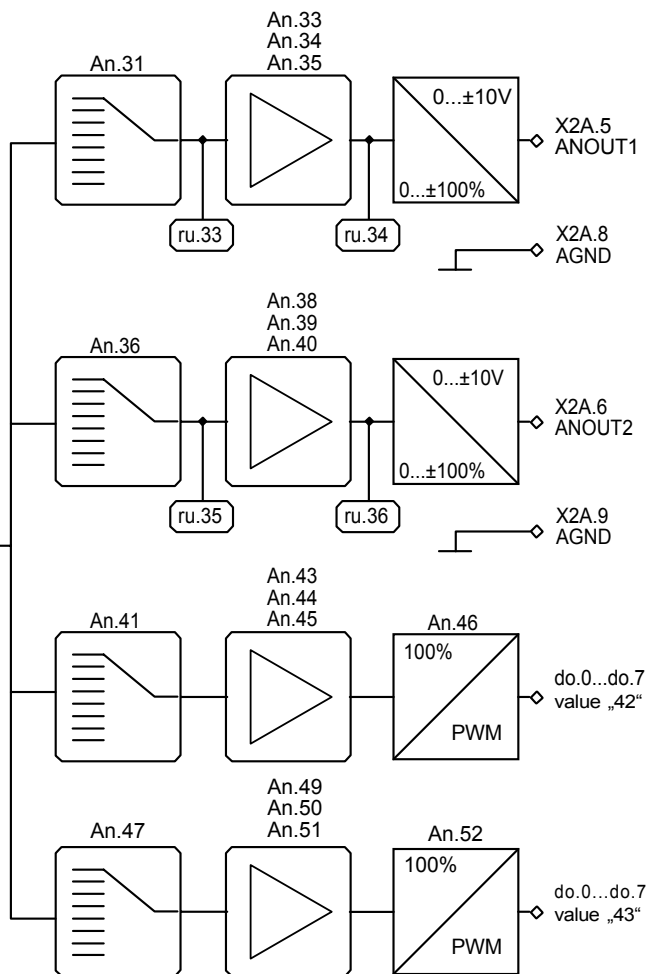 An.33
An.34
An.35
An.31
0...±10V
0...±100%
X2A.5
ANOUT1
ru.33
ru.34
X2A.8
AGND
An.38
An.39
An.40
An.36
0...±10V
0...±100%
X2A.6
ANOUT2
ru.35
ru.36
X2A.9
AGND
An.43
An.44
An.45
An.41
An.46
100%
PWM
do.0...do.7
value „42“
An.49
An.50
An.51
An.47
An.52
100%
PWM
do.0...do.7
value „43“